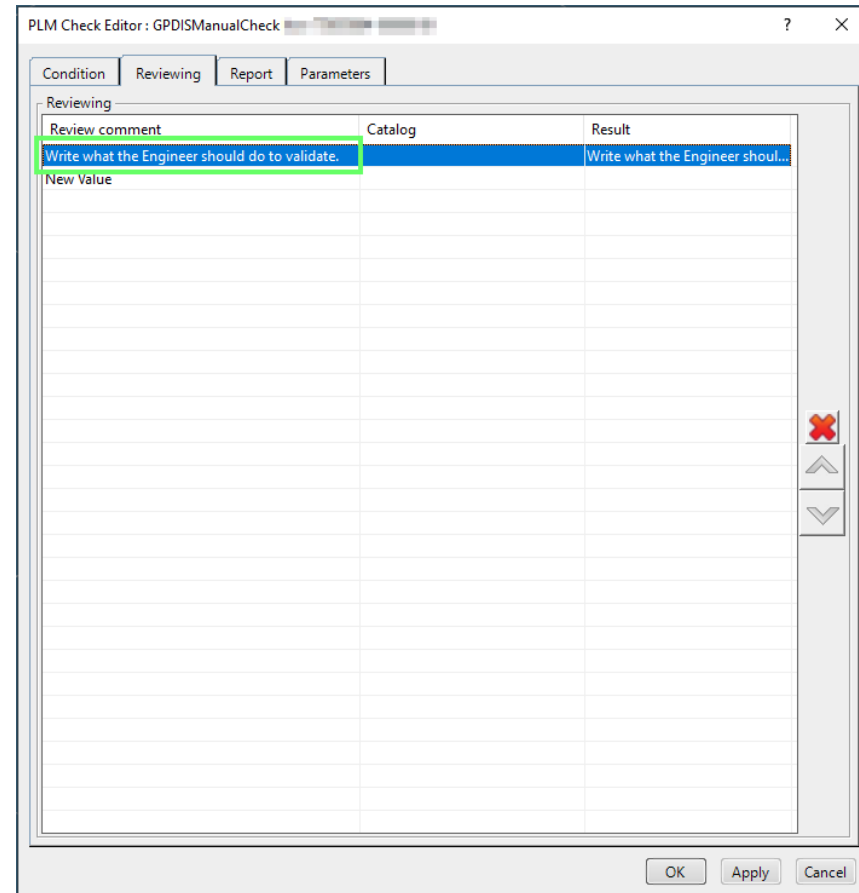 PLM Check Editor : GPDISManualCheck
?
Condition Reviewing Report Parameters
Reviewing
Review comment Catalog Result
Write what the Engineer should do to validate. Write what the Engineer shoul...
New Value
OK Apply Cancel